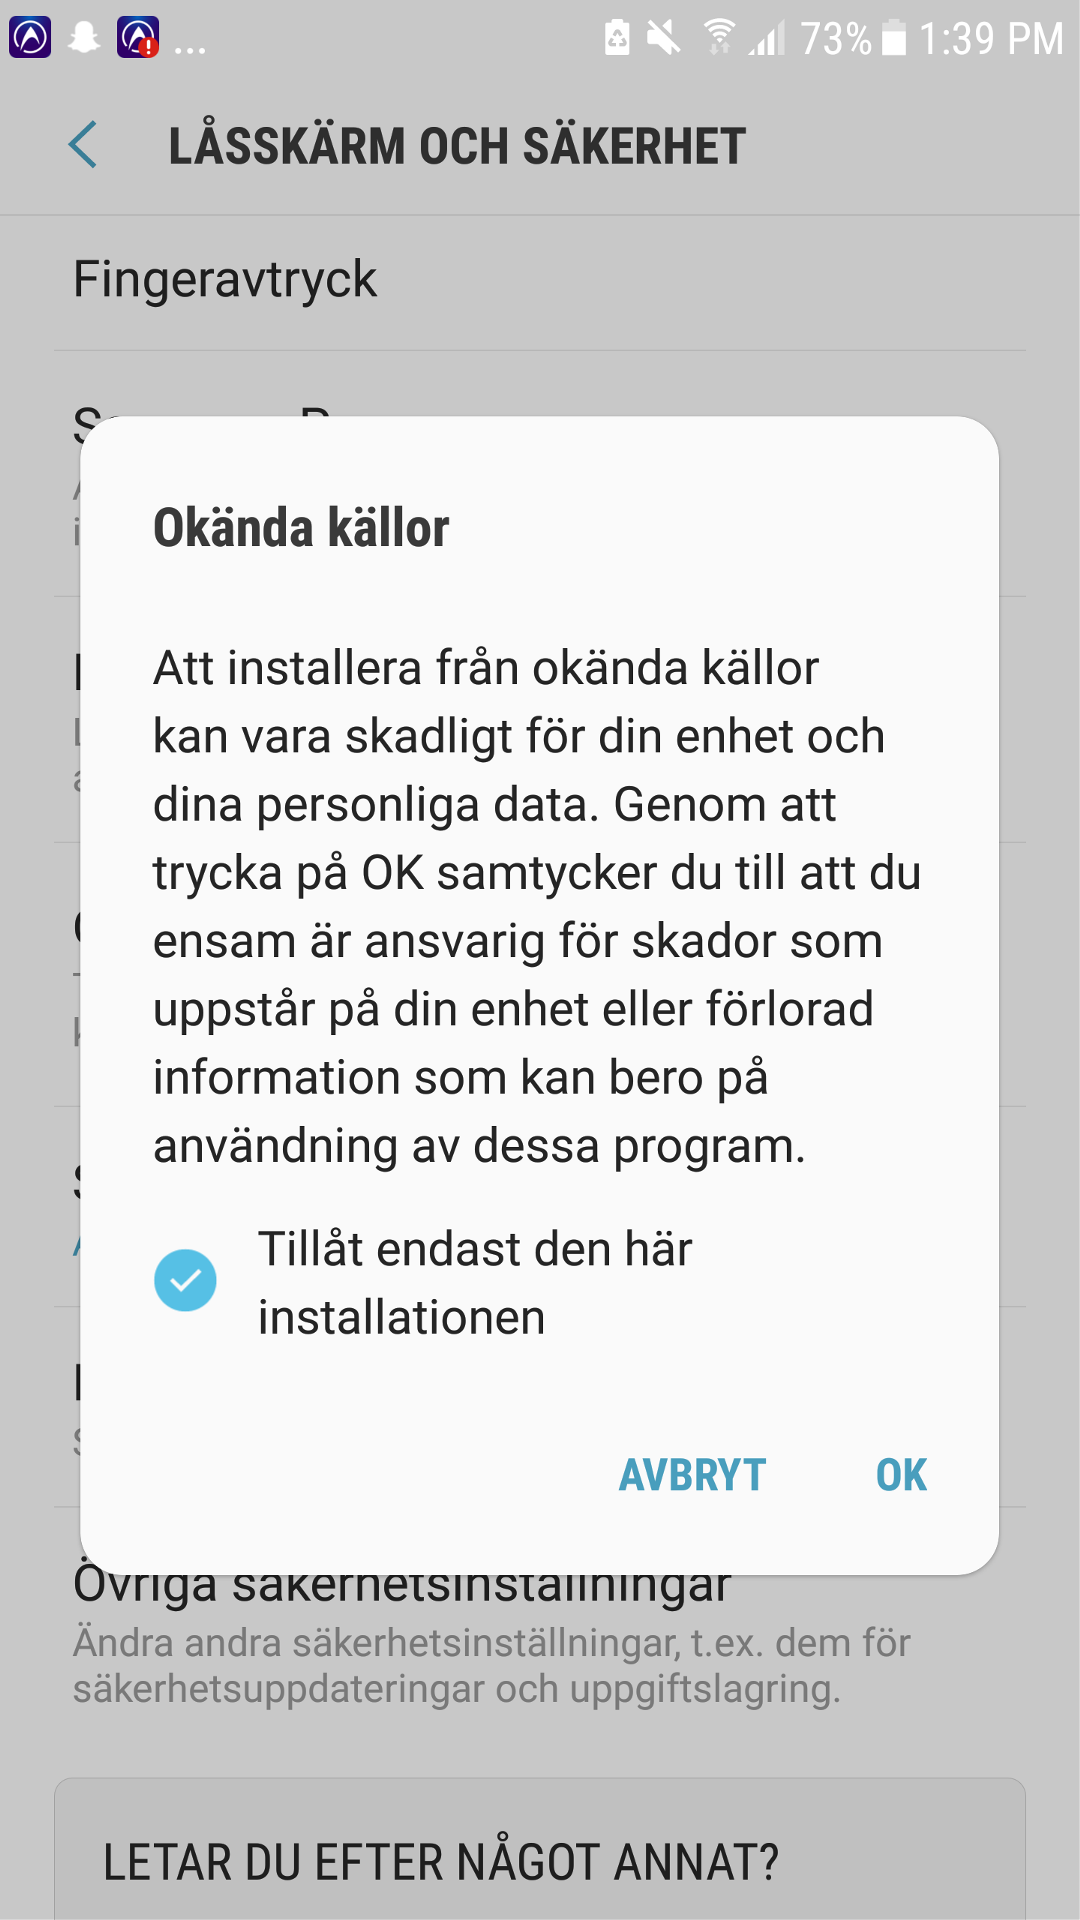 73% 1:39 PM
LÅSSKÄRM OCH SÄKERHET
Fingeravtryck
Okända källor
Att installera från okända källor
kan vara skadligt för din enhet och
dina personliga data. Genom att
trycka på OK samtycker du till att du
ensam är ansvarig för skador som
uppstår på din enhet eller förlorad
information som kan bero på
användning av dessa program.
Tillåt endast den här
installationen
AVBRYT OK
Övriga säkerhetsinställningar
Ändra andra säkerhetsinställningar, t.ex. dem för
säkerhetsuppdateringar och uppgiftslagring.
LETAR DU EFTER NÅGOT ANNAT?